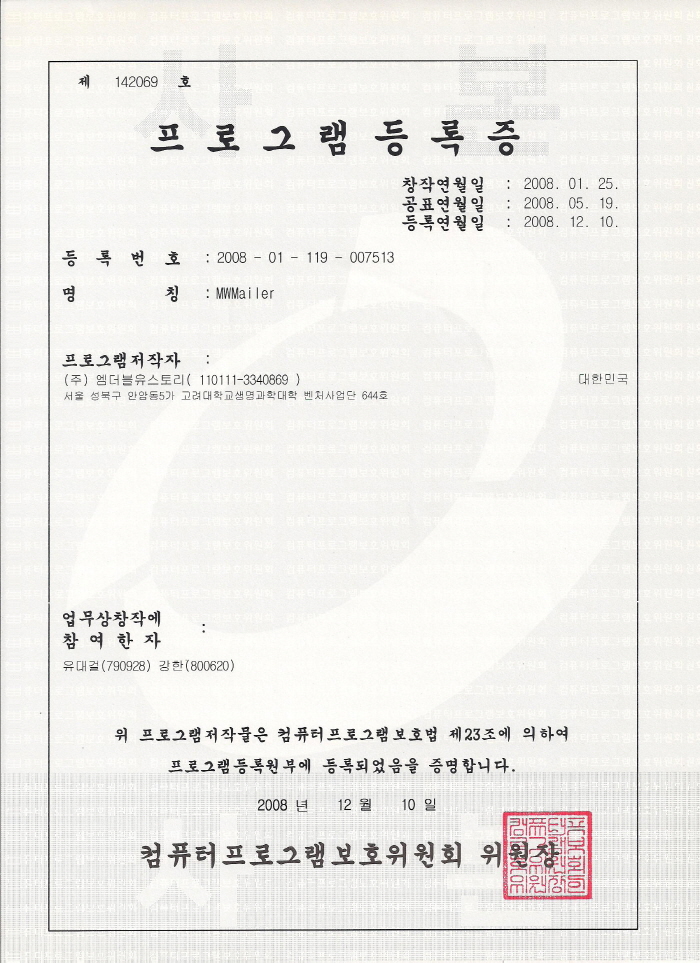 제 142069 호
프로그램등록증
창작연월일 : 2008. 01. 25.
공표연월일 : 2008. 05. 19.
등록연월일 : 2008. 12. 10.
등 록 번 호 : 2008 - 01 - 119 - 007513
명 칭 : MWMailer
프로그램저작자 :
(주) 엠더블유스토리( 110111-3340869 ) 대한민국
서울 성북구 안암동5가 고려대학교생명과학대학 벤처사업단 644호
업무상창작에
참 여 한 자 :
유대걸(790928) 강한(800620)
위 프로그램저작물은 컴퓨터프로그램보호법 제23조에 의하여
프로그램등록원부에 등록되었음을 증명합니다.
2008 년 12 월 10 일
컴퓨터프로그램보호위원회 위원장
사 본
사 본